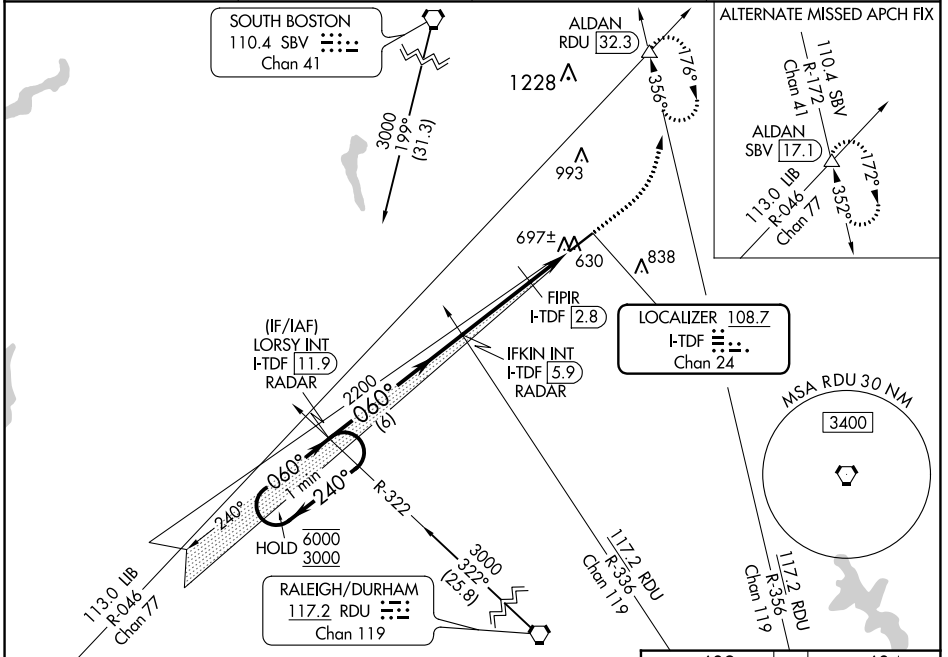 SOUTH BOSTON
110.4 SBV
Chan 41
3000
199°
(31.3)
ALDAN
RDU 32.3
1228
176°
356°
993
697±
630
838
ALTERNATE MISSED APCH FIX
110.4 SBV
R-172
Chan 41
ALDAN
SBV 17.1
172°
352°
113.0 LIB
R-046
Chan 77
FIPIR
I-TDF 2.8
LOCALIZER 108.7
I-TDF
Chan 24
(IF/IAF)
LORSY INT
I-TDF 11.9
RADAR
IFKIN INT
I-TDF 5.9
RADAR
2200
060°
(6)
MSA RDU 30 NM
3400
060°
1 min
240°
240°
R-322
HOLD 6000
3000
3000
322°
(25.8)
113.0 LIB
R-046
Chan 77
RALEIGH/DURHAM
117.2 RDU
Chan 119
117.2 RDU
R-336
Chan 119
117.2 RDU
R-356
Chan 119